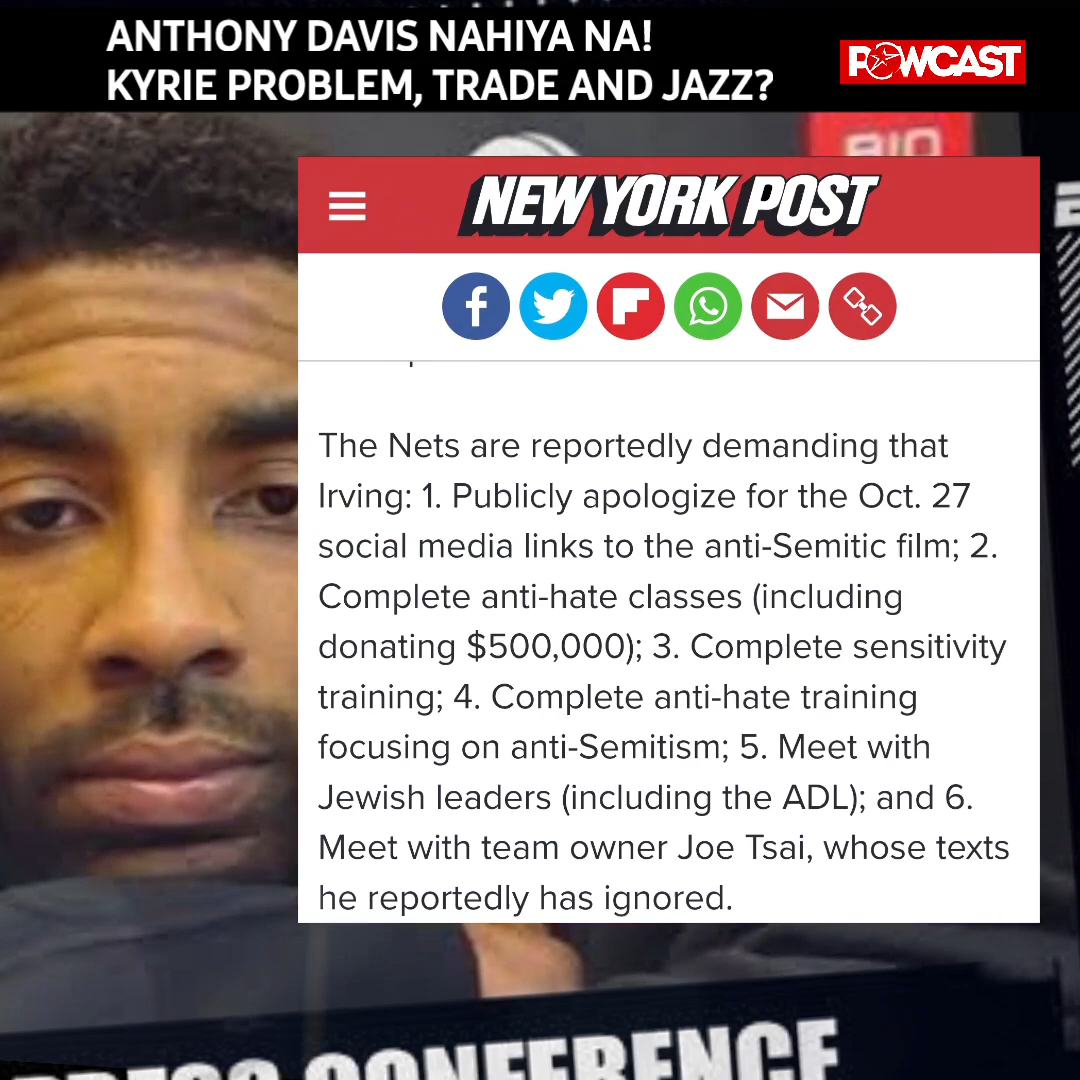 ANTHONY DAVIS NAHIYA NA!
KYRIE PROBLEM, TRADE AND JAZZ?
POWCAST
NEW YORK POST
The Nets are reportedly demanding that
Irving: 1. Publicly apologize for the Oct. 27
social media links to the anti-Semitic film; 2.
Complete anti-hate classes (including
donating $500,000); 3. Complete sensitivity
training; 4. Complete anti-hate training
focusing on anti-Semitism; 5. Meet with
Jewish leaders (including the ADL); and 6.
Meet with team owner Joe Tsai, whose texts
he reportedly has ignored.
CONFERENCE